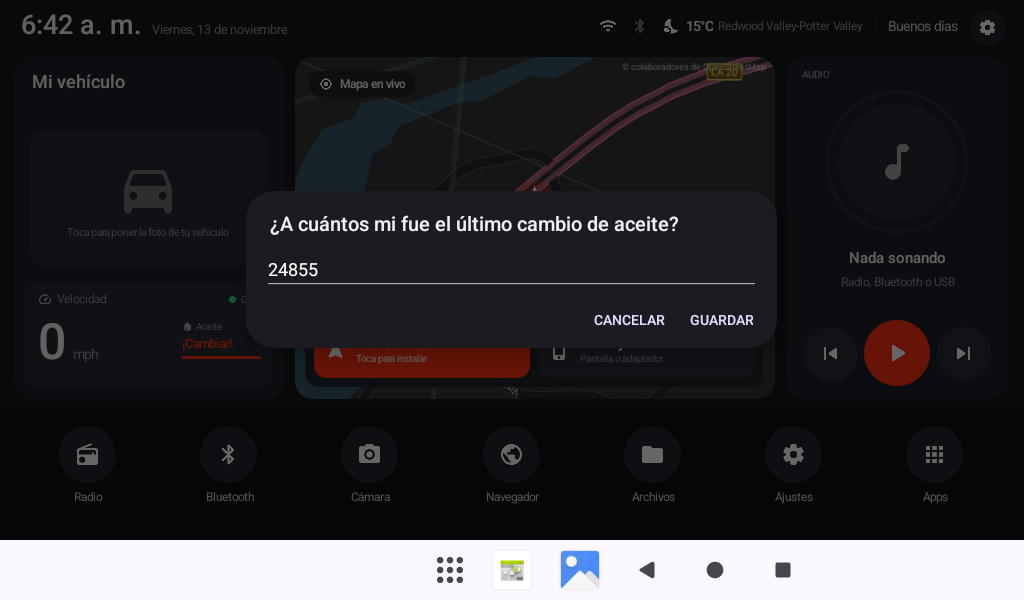 6:42 a. m. Viernes, 13 de noviembre
15°C Redwood Valley-Potter Valley
Buenos días
Mi vehículo
Toca para poner la foto de tu vehículo
Velocidad
0 mph
Aceite
¡Cambiar!
Mapa en vivo
© colaboradores de OpenStreetMap
CA 20
¿A cuántos mi fue el último cambio de aceite?
24855
CANCELAR GUARDAR
Toca para instalar
Pantalla o adaptador
AUDIO
Nada sonando
Radio, Bluetooth o USB
Radio
Bluetooth
Cámara
Navegador
Archivos
Ajustes
Apps